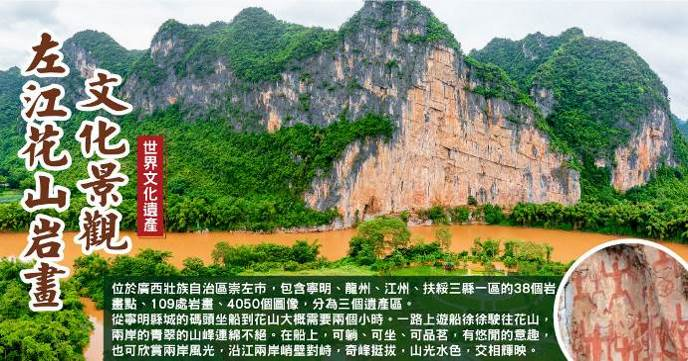 左江花山岩畫
文化景觀
世界文化遺產
位於廣西壯族自治區崇左市，包含寧明、龍州、江州、扶綏三縣一區的38個岩
畫點、109處岩畫、4050個圖像，分為三個遺產區。
從寧明縣城的碼頭坐船到花山大概需要兩個小時。一路上遊船徐徐駛往花山，
兩岸的青翠的山峰連綿不絕。在船上，可躺、可坐、可品茗，有悠閒的意趣，
也可欣賞兩岸風光，沿江兩岸峭壁對峙，奇峰挺拔，山光水色，交相輝映。